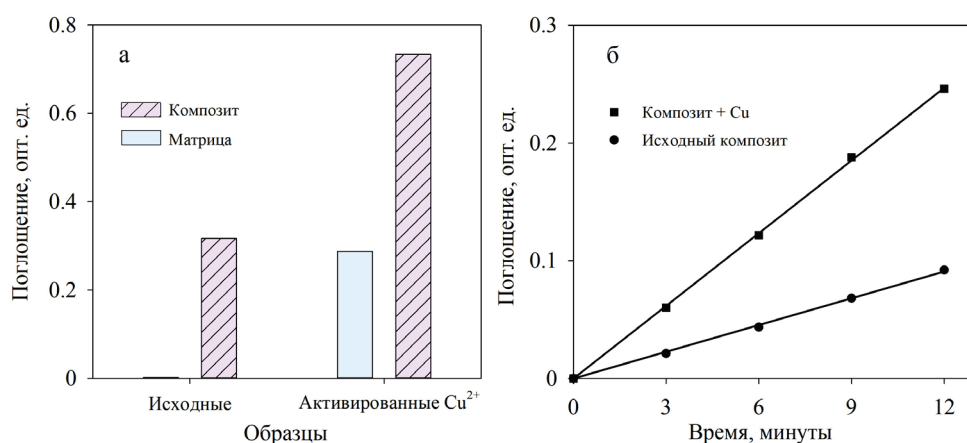 а
0.8
0.6
0.4
0.2
0
Поглощение, опт. ед.
Композит
Матрица
Исходные
Активированные Cu²⁺
Образцы
б
0.3
0.2
0.1
0
Поглощение, опт. ед.
Композит + Cu
Исходный композит
0 3 6 9 12
Время, минуты